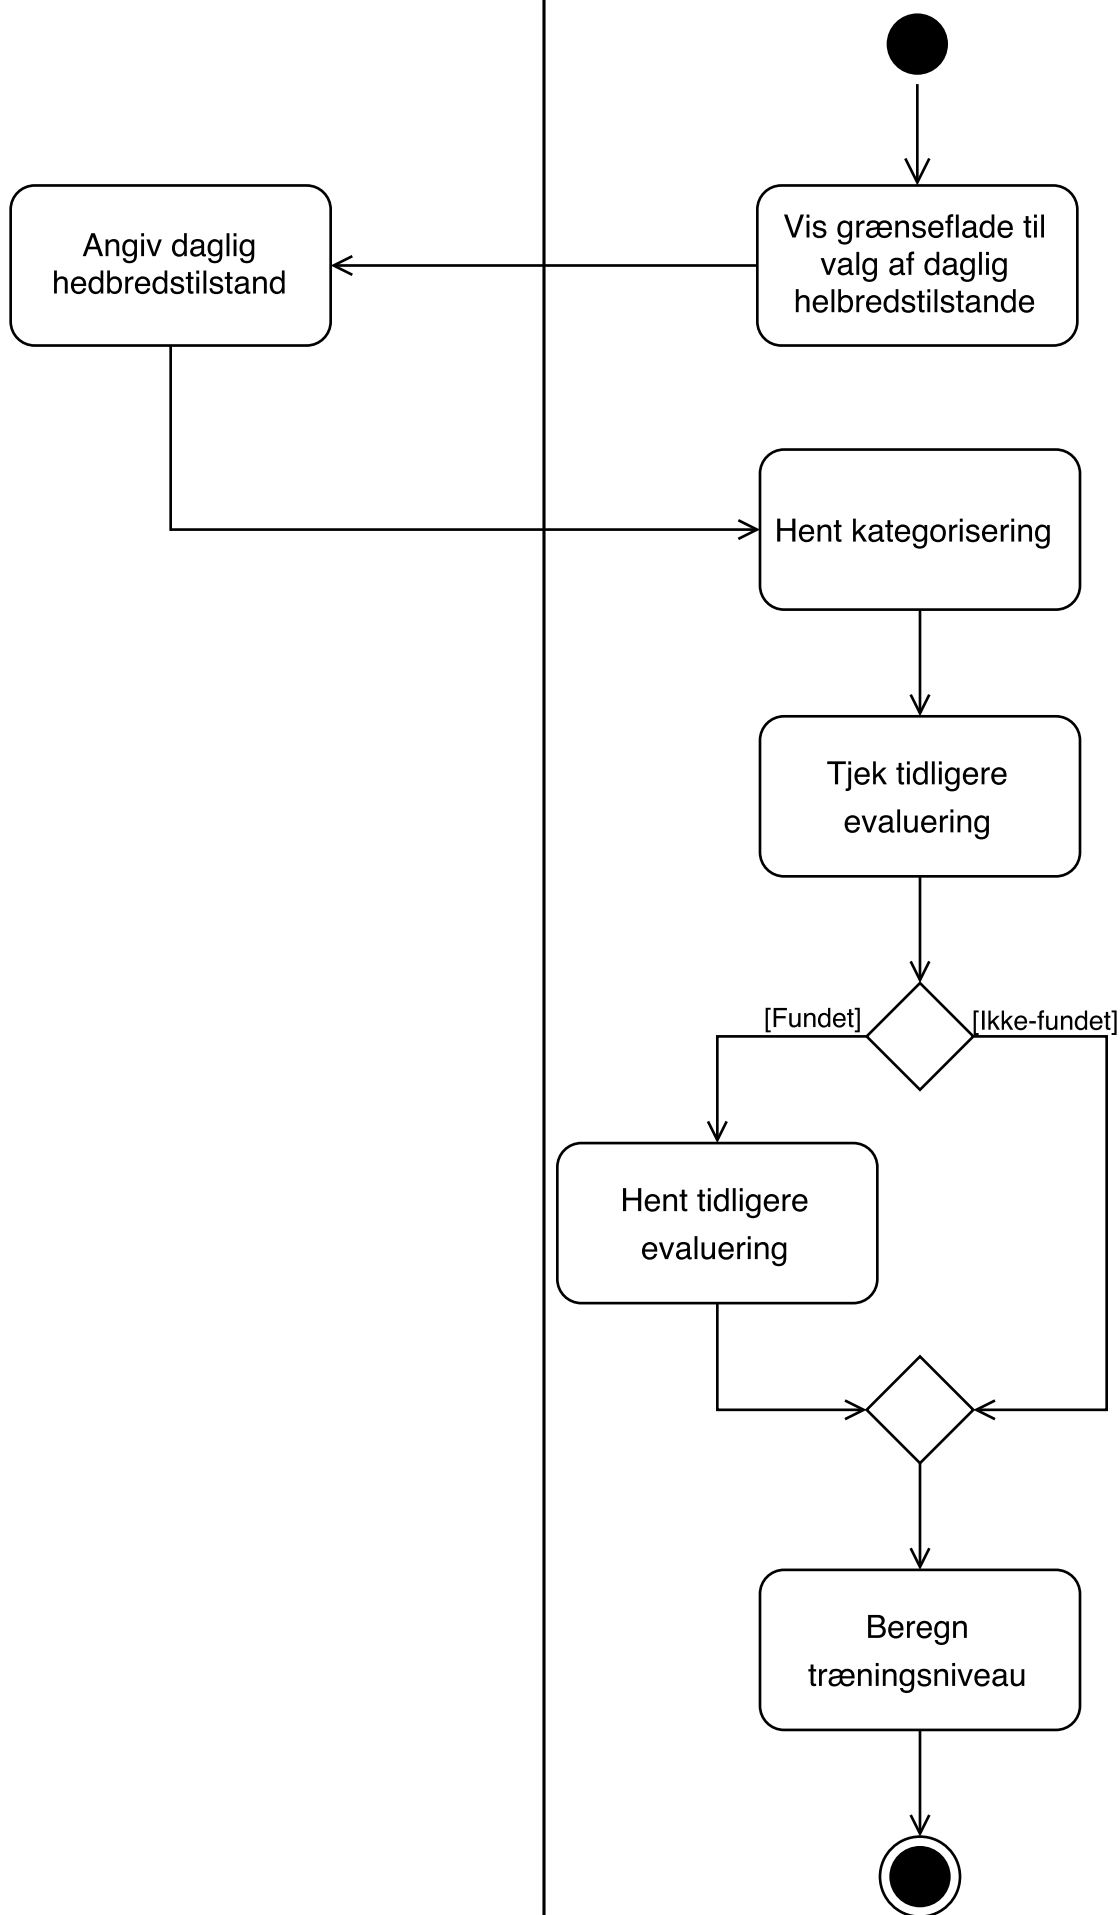 Vis grænseflade til
valg af daglig
helbredstilstande
Angiv daglig
hedbredstilstand
Hent kategorisering
Tjek tidligere
evaluering
[Fundet]
[Ikke-fundet]
Hent tidligere
evaluering
Beregn
træningsniveau